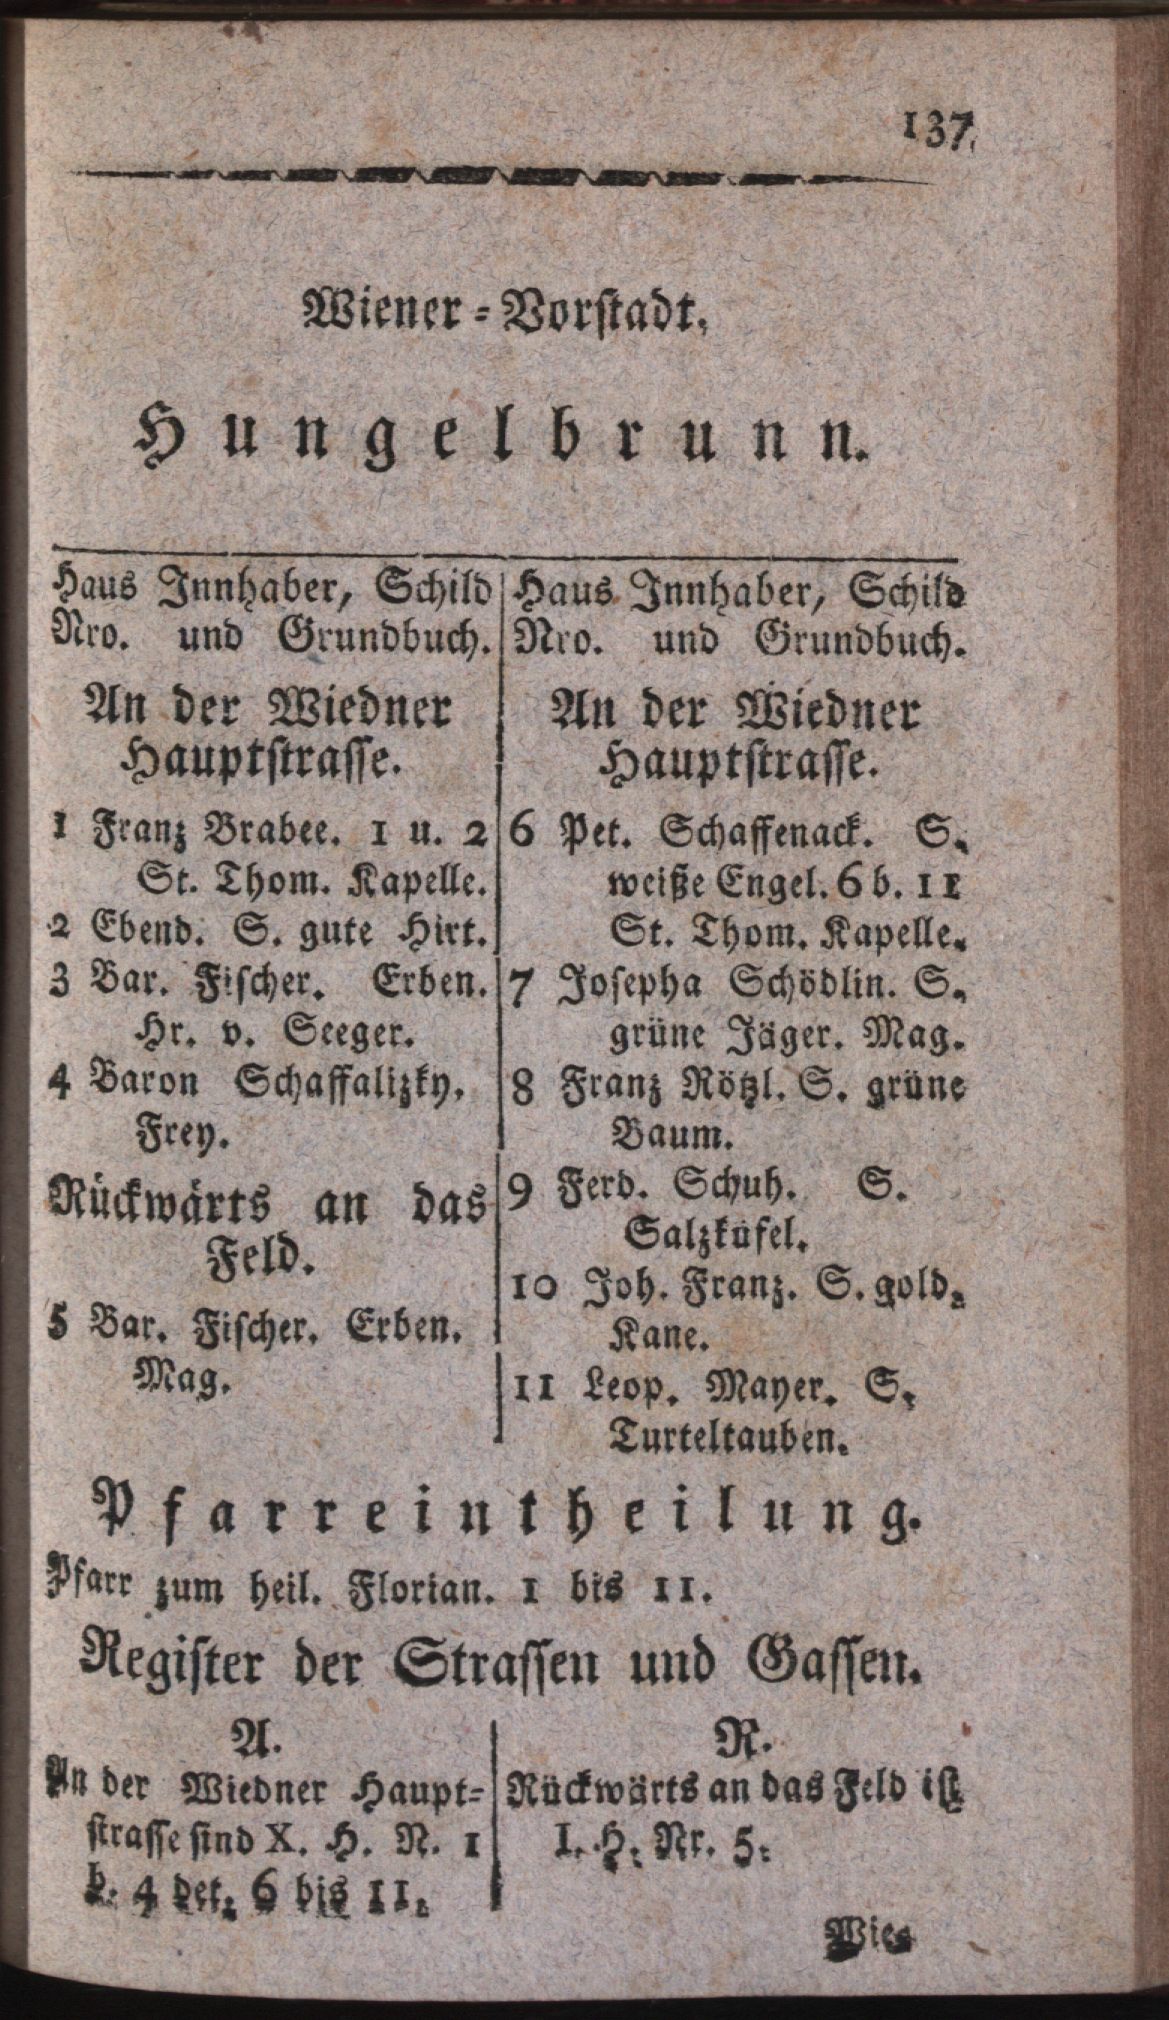 137
Wiener-Vorstadt,
Hungelbrunn.
Haus Innhaber, Schild
Nro. und Grundbuch.
An der Wiedner
Hauptstrasse.
1 Franz Brabee. 1 u. 2
St. Thom. Kapelle.
2 Ebend. S. gute Hirt.
3 Bar. Fischer. Erben.
Hr. v. Seeger.
4 Baron Schaffalizky.
Frey.
Rückwärts an das
Feld.
5 Bar. Fischer. Erben.
Mag.
Haus Innhaber, Schild
Nro. und Grundbuch.
An der Wiedner
Hauptstrasse.
6 Pet. Schaffenack. S.
weiße Engel. 6 b. 11
St. Thom. Kapelle.
7 Josepha Schödlin. S.
grüne Jäger. Mag.
8 Franz Rötzl. S. grüne
Baum.
9 Ferd. Schuh. S.
Salzküfel.
10 Joh. Franz. S. gold.
Kane.
11 Leop. Mayer. S.
Turteltauben.
Pfarreintheilung.
Pfarr zum heil. Florian. 1 bis 11.
Register der Strassen und Gassen.
A.
An der Wiedner Haupt-
strasse sind X. H. N. 1
b. 4 det. 6 bis 11.
R.
Rückwärts an das Feld ist
I. H. Nr. 5.
Wie-